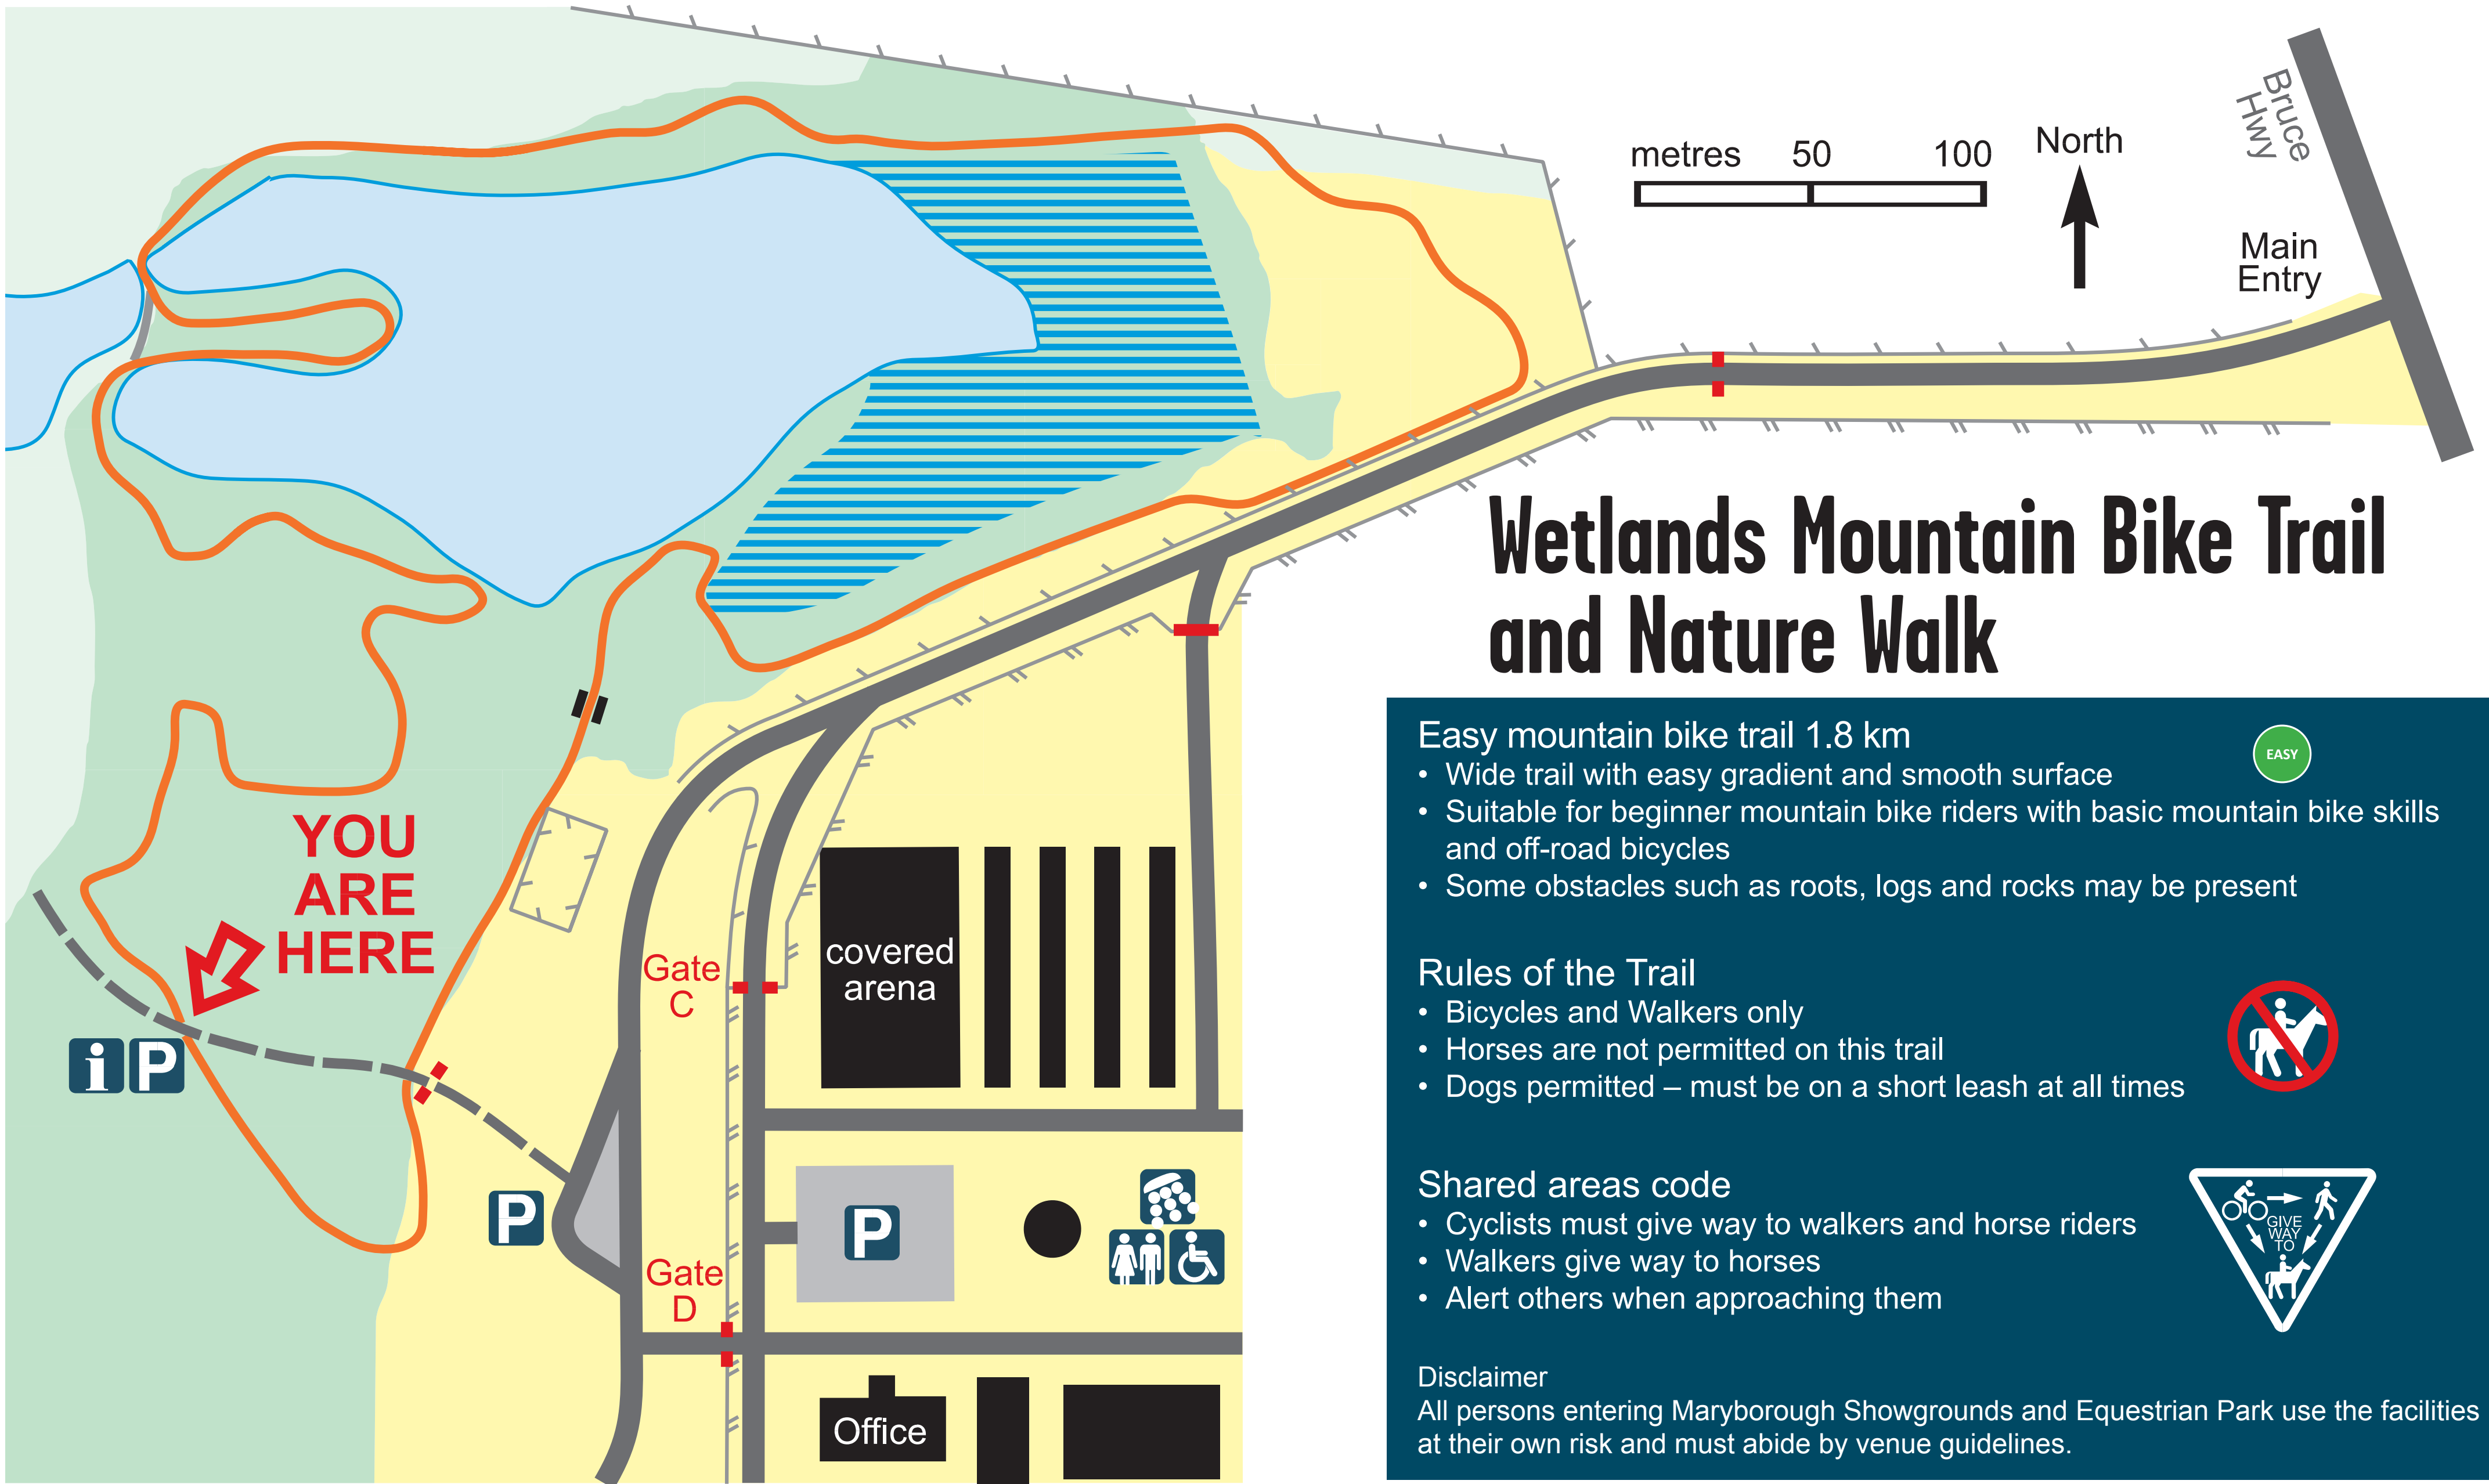 Bruce
Hwy
metres 50 100
North
Main
Entry
Wetlands Mountain Bike Trail
and Nature Walk
YOU
ARE
HERE
i P
Gate
C
covered
arena
P
P
Gate
D
Office
Easy mountain bike trail 1.8 km
EASY
• Wide trail with easy gradient and smooth surface
• Suitable for beginner mountain bike riders with basic mountain bike skills
and off-road bicycles
• Some obstacles such as roots, logs and rocks may be present
Rules of the Trail
• Bicycles and Walkers only
• Horses are not permitted on this trail
• Dogs permitted – must be on a short leash at all times
Shared areas code
• Cyclists must give way to walkers and horse riders
• Walkers give way to horses
• Alert others when approaching them
GIVE
WAY
TO
Disclaimer
All persons entering Maryborough Showgrounds and Equestrian Park use the facilities
at their own risk and must abide by venue guidelines.